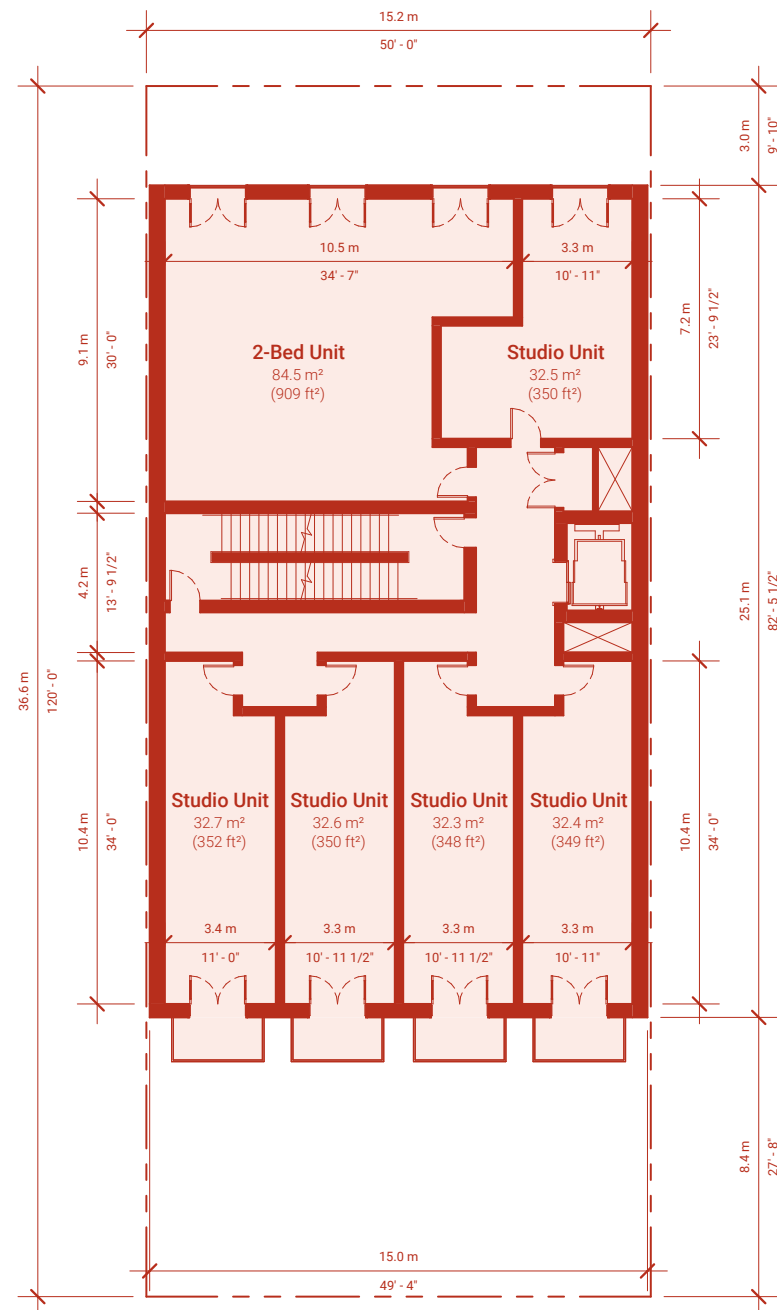 15.2 m
50' - 0"
3.0 m
9' - 10"
10.5 m
34' - 7"
3.3 m
10' - 11"
9.1 m
30' - 0"
7.2 m
23' - 9 1/2"
2-Bed Unit
84.5 m²
(909 ft²)
Studio Unit
32.5 m²
(350 ft²)
4.2 m
13' - 9 1/2"
25.1 m
82' - 5 1/2"
36.6 m
120' - 0"
10.4 m
34' - 0"
Studio Unit
32.7 m²
(352 ft²)
Studio Unit
32.6 m²
(350 ft²)
Studio Unit
32.3 m²
(348 ft²)
Studio Unit
32.4 m²
(349 ft²)
10.4 m
34' - 0"
3.4 m
11' - 0"
3.3 m
10' - 11 1/2"
3.3 m
10' - 11 1/2"
3.3 m
10' - 11"
8.4 m
27' - 8"
15.0 m
49' - 4"